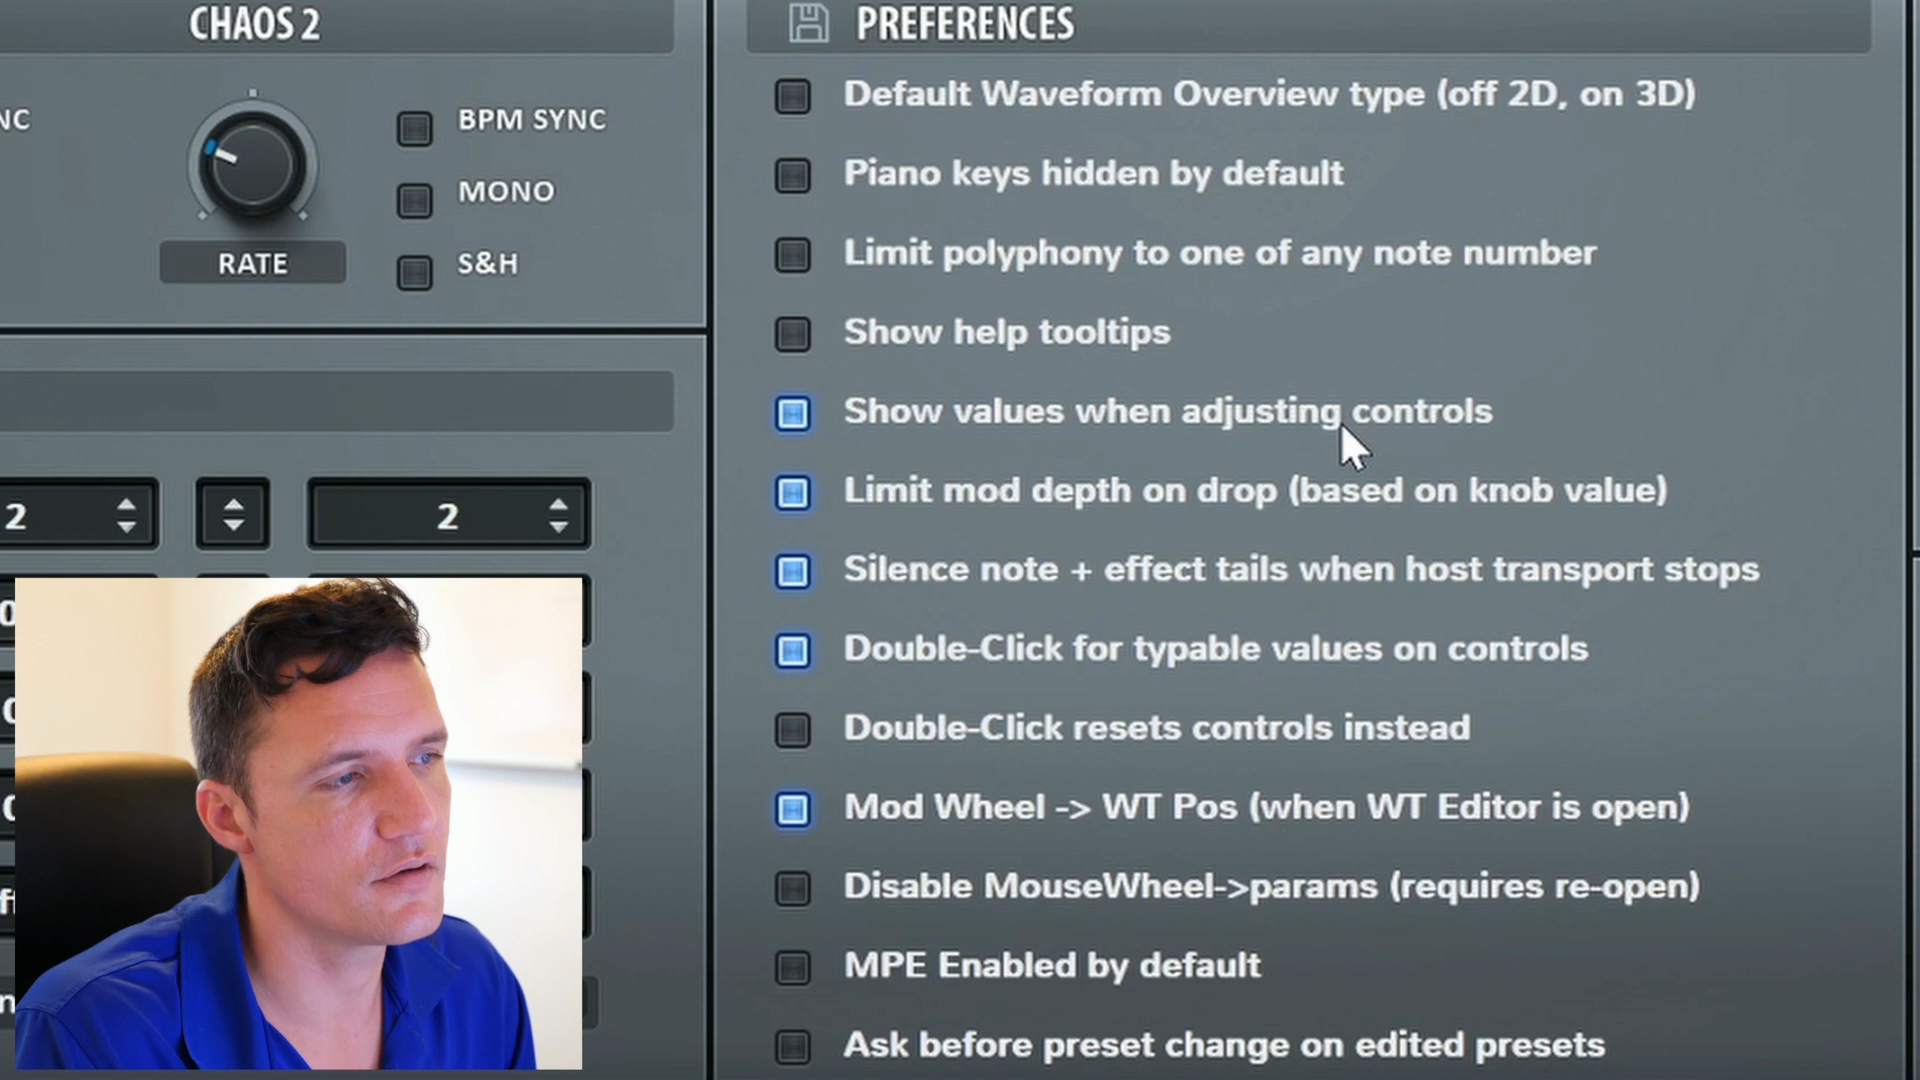 CHAOS 2
NC
BPM SYNC
MONO
S&H
RATE
2
2
PREFERENCES
Default Waveform Overview type (off 2D, on 3D)
Piano keys hidden by default
Limit polyphony to one of any note number
Show help tooltips
Show values when adjusting controls
Limit mod depth on drop (based on knob value)
Silence note + effect tails when host transport stops
Double-Click for typable values on controls
Double-Click resets controls instead
Mod Wheel -> WT Pos (when WT Editor is open)
Disable MouseWheel->params (requires re-open)
MPE Enabled by default
Ask before preset change on edited presets